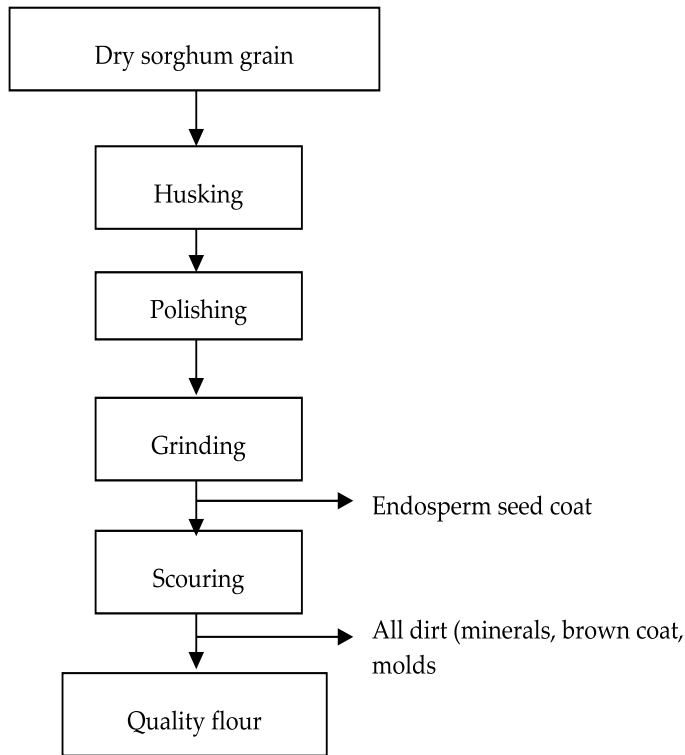 Dry sorghum grain
Husking
Polishing
Grinding
Endosperm seed coat
Scouring
All dirt (minerals, brown coat,
molds
Quality flour